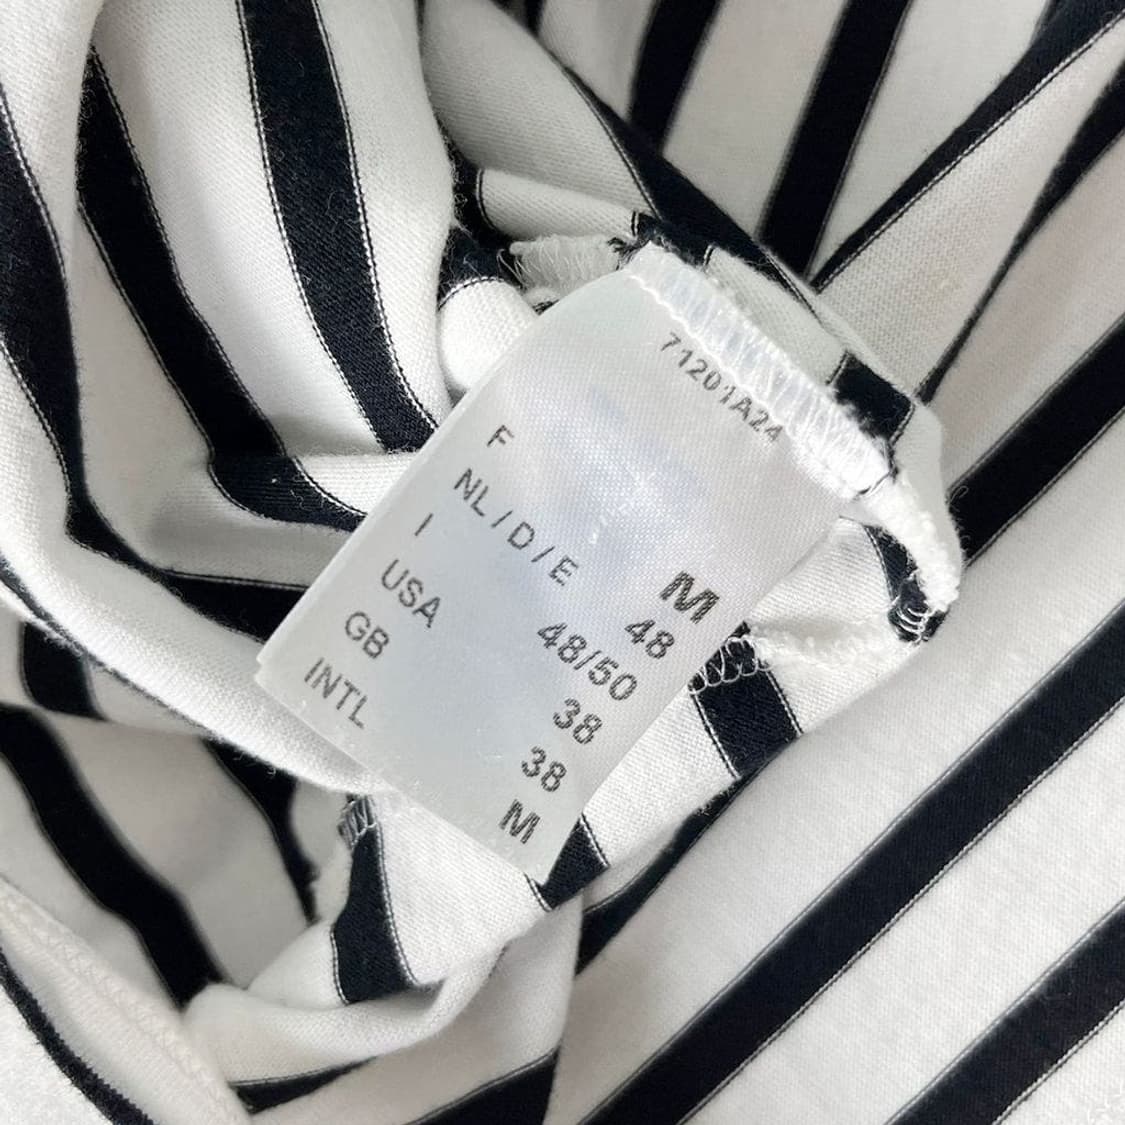 71201A24
F M
NL / D / E 48
I 48/50
USA 38
GB 38
INTL M